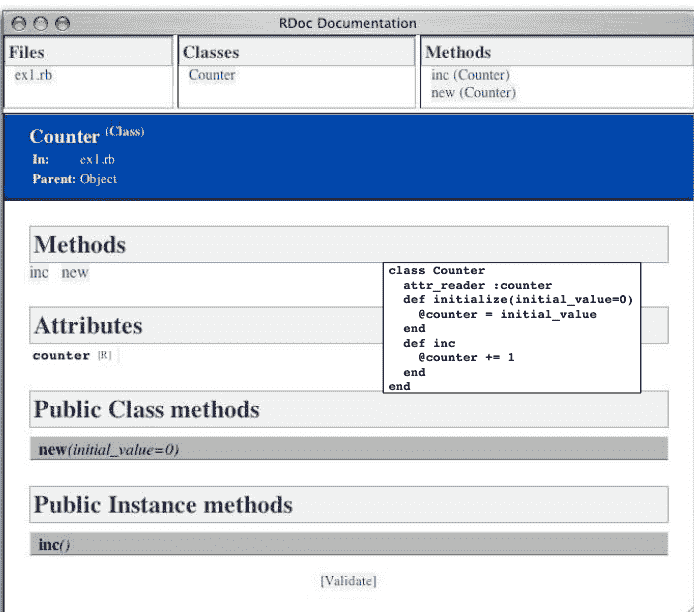 RDoc Documentation
Files
ex1.rb
Classes
Counter
Methods
inc (Counter)
new (Counter)
Counter (Class)
In: ex1.rb
Parent: Object
Methods
inc new
Attributes
counter [R]
class Counter
  attr_reader :counter
  def initialize(initial_value=0)
    @counter = initial_value
  end
  def inc
    @counter += 1
  end
end
Public Class methods
new(initial_value=0)
Public Instance methods
inc()
[Validate]